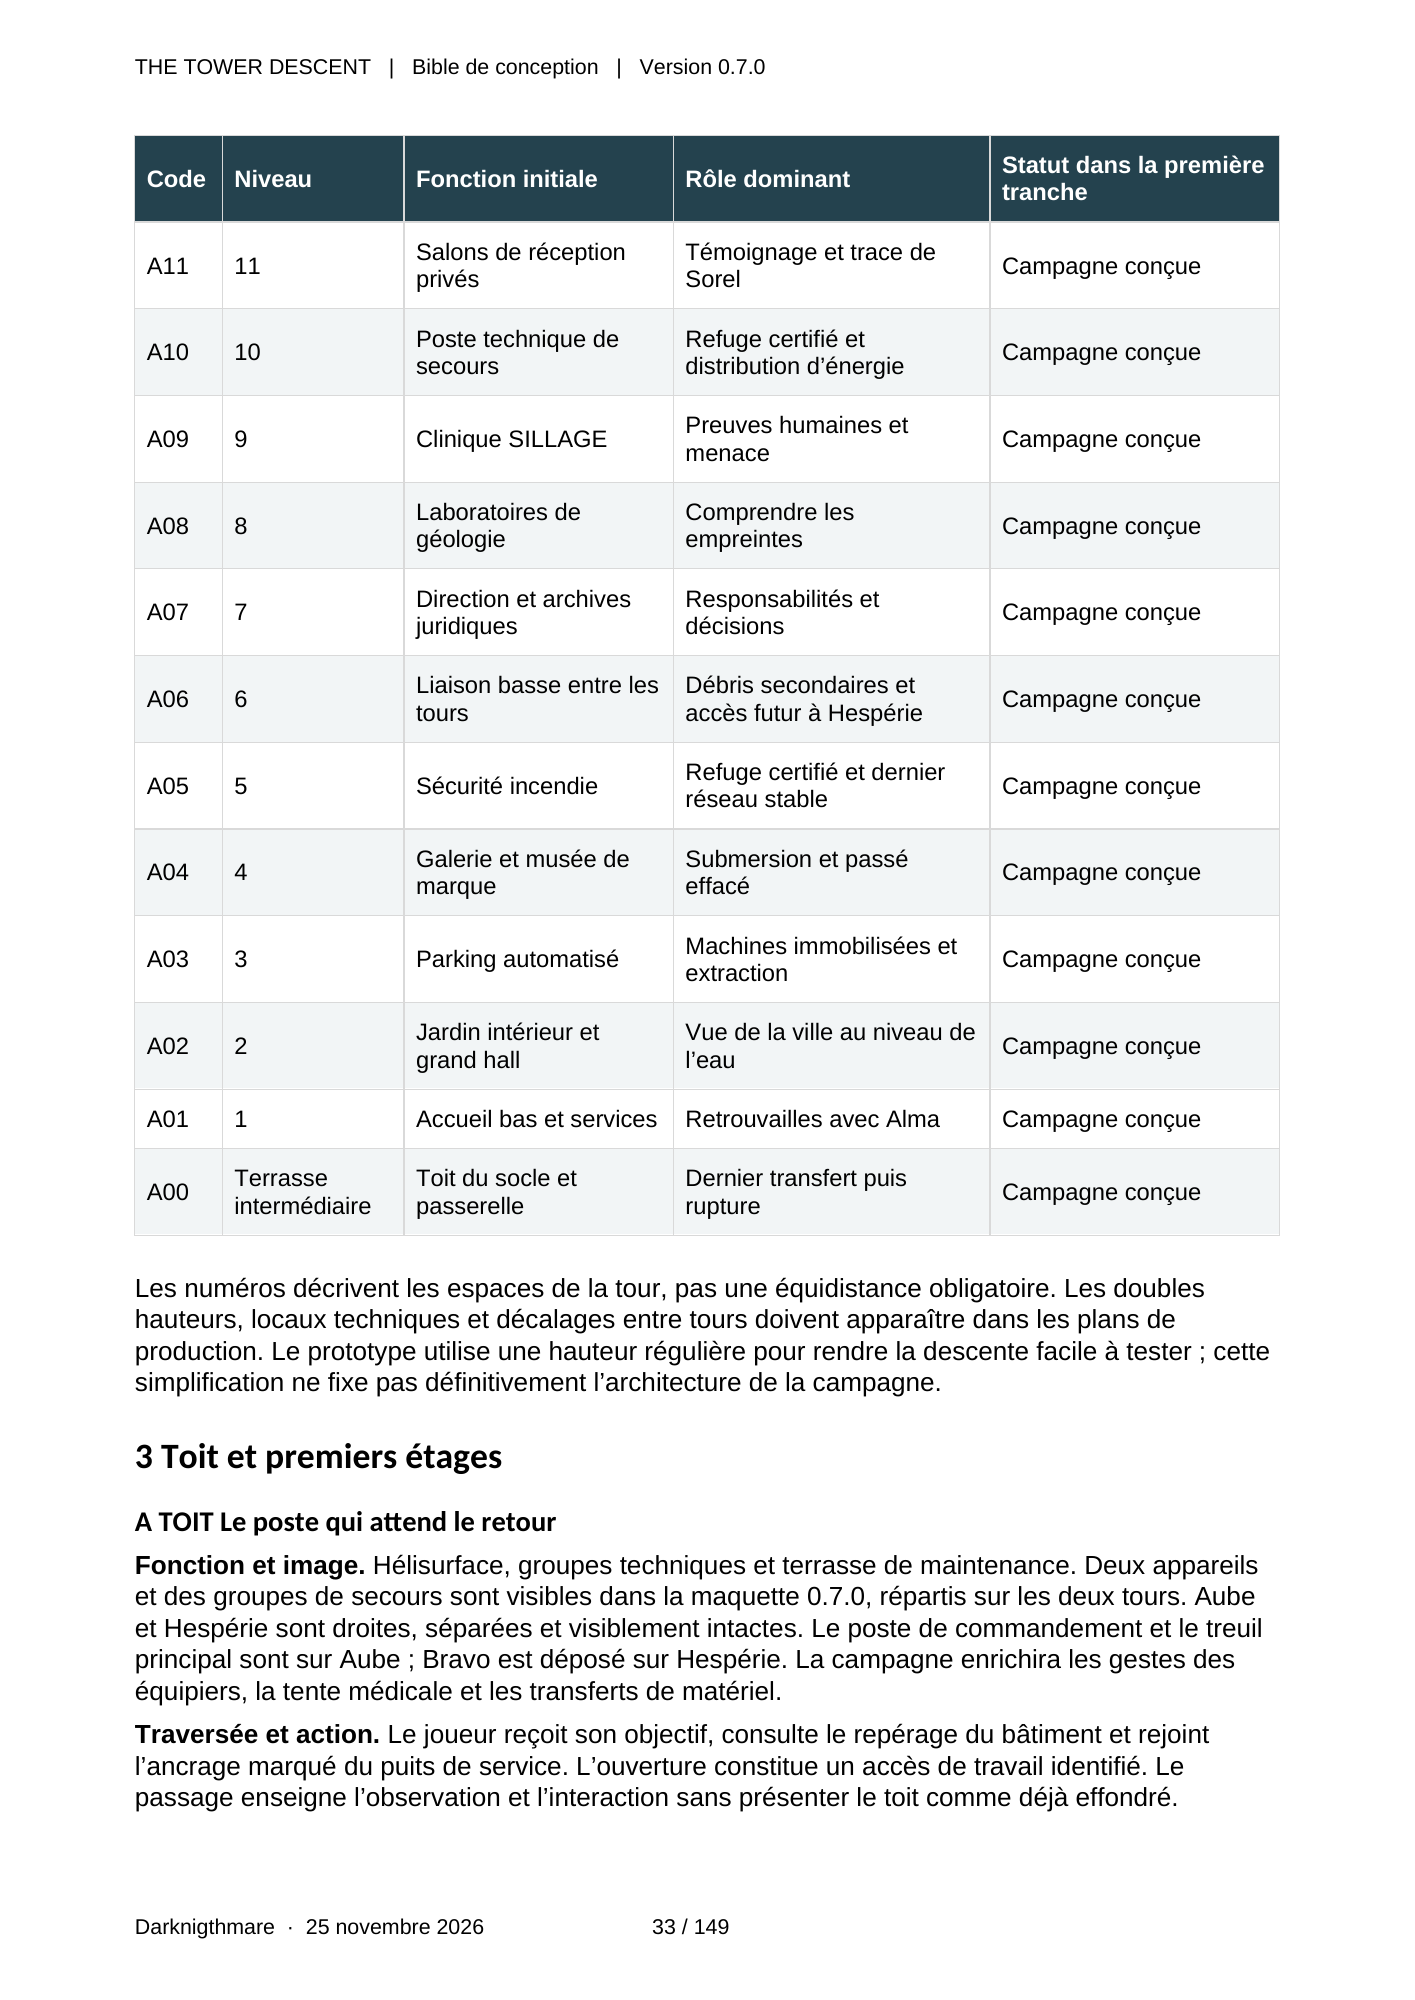 THE TOWER DESCENT | Bible de conception | Version 0.7.0
Code Niveau Fonction initiale Rôle dominant Statut dans la première tranche
A11 11 Salons de réception privés Témoignage et trace de Sorel Campagne conçue
A10 10 Poste technique de secours Refuge certifié et distribution d’énergie Campagne conçue
A09 9 Clinique SILLAGE Preuves humaines et menace Campagne conçue
A08 8 Laboratoires de géologie Comprendre les empreintes Campagne conçue
A07 7 Direction et archives juridiques Responsabilités et décisions Campagne conçue
A06 6 Liaison basse entre les tours Débris secondaires et accès futur à Hespérie Campagne conçue
A05 5 Sécurité incendie Refuge certifié et dernier réseau stable Campagne conçue
A04 4 Galerie et musée de marque Submersion et passé effacé Campagne conçue
A03 3 Parking automatisé Machines immobilisées et extraction Campagne conçue
A02 2 Jardin intérieur et grand hall Vue de la ville au niveau de l’eau Campagne conçue
A01 1 Accueil bas et services Retrouvailles avec Alma Campagne conçue
A00 Terrasse intermédiaire Toit du socle et passerelle Dernier transfert puis rupture Campagne conçue
Les numéros décrivent les espaces de la tour, pas une équidistance obligatoire. Les doubles
hauteurs, locaux techniques et décalages entre tours doivent apparaître dans les plans de
production. Le prototype utilise une hauteur régulière pour rendre la descente facile à tester ; cette
simplification ne fixe pas définitivement l’architecture de la campagne.
3 Toit et premiers étages
A TOIT Le poste qui attend le retour
Fonction et image. Hélisurface, groupes techniques et terrasse de maintenance. Deux appareils
et des groupes de secours sont visibles dans la maquette 0.7.0, répartis sur les deux tours. Aube
et Hespérie sont droites, séparées et visiblement intactes. Le poste de commandement et le treuil
principal sont sur Aube ; Bravo est déposé sur Hespérie. La campagne enrichira les gestes des
équipiers, la tente médicale et les transferts de matériel.
Traversée et action. Le joueur reçoit son objectif, consulte le repérage du bâtiment et rejoint
l’ancrage marqué du puits de service. L’ouverture constitue un accès de travail identifié. Le
passage enseigne l’observation et l’interaction sans présenter le toit comme déjà effondré.
Darknigthmare · 25 novembre 2026 33 / 149